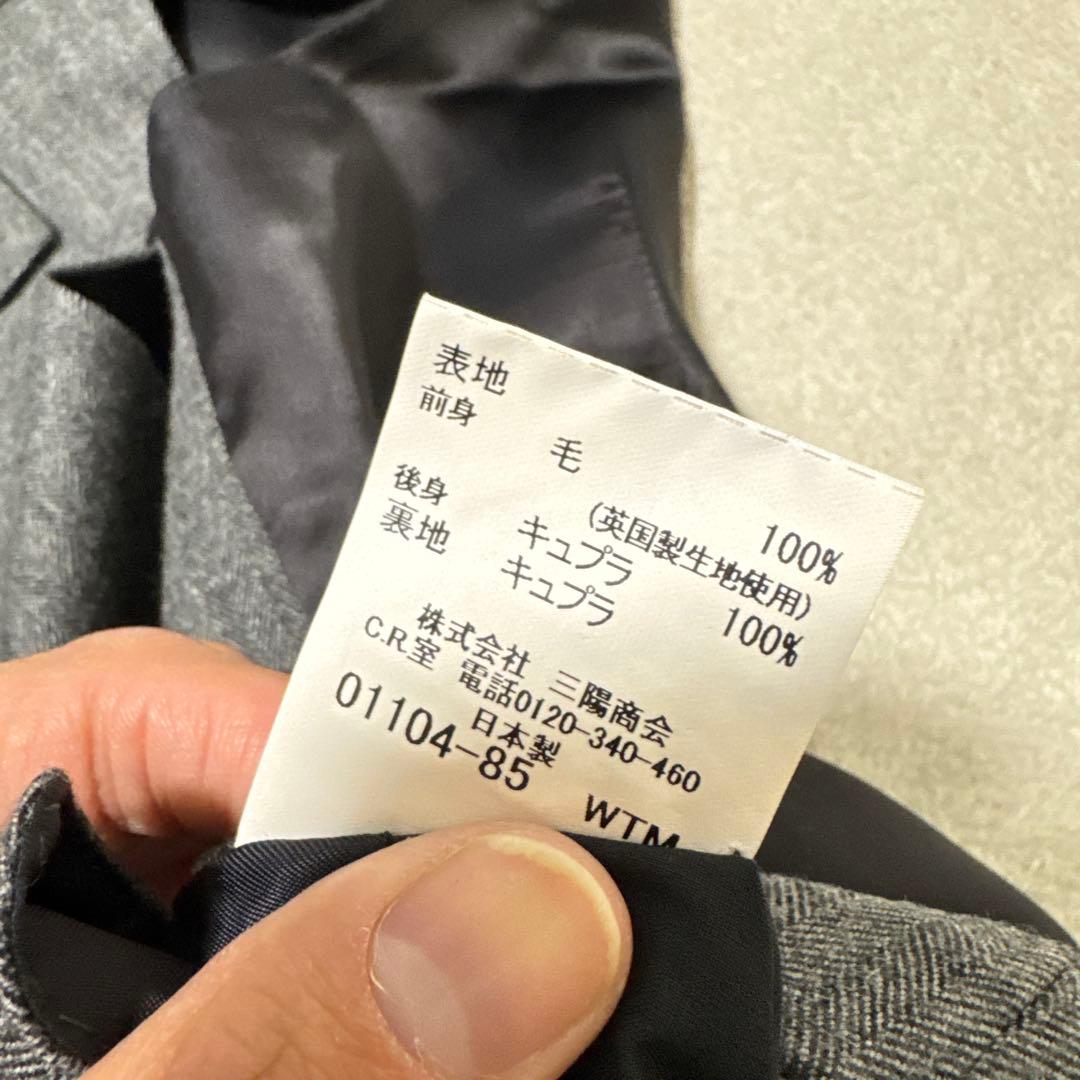 表地
前身
毛 100%
(英国製生地使用)
後身 キュプラ 100%
裏地 キュプラ
株式会社 三陽商会
C.R.室 電話0120-340-460
日本製
01104-85 WTM